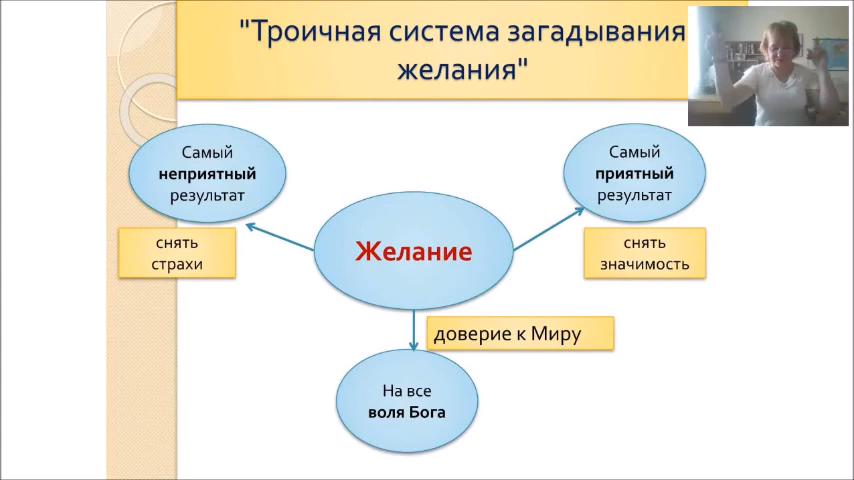 "Троичная система загадывания
желания"
Самый
неприятный
результат
Самый
приятный
результат
снять
страхи
Желание
снять
значимость
доверие к Миру
На все
воля Бога